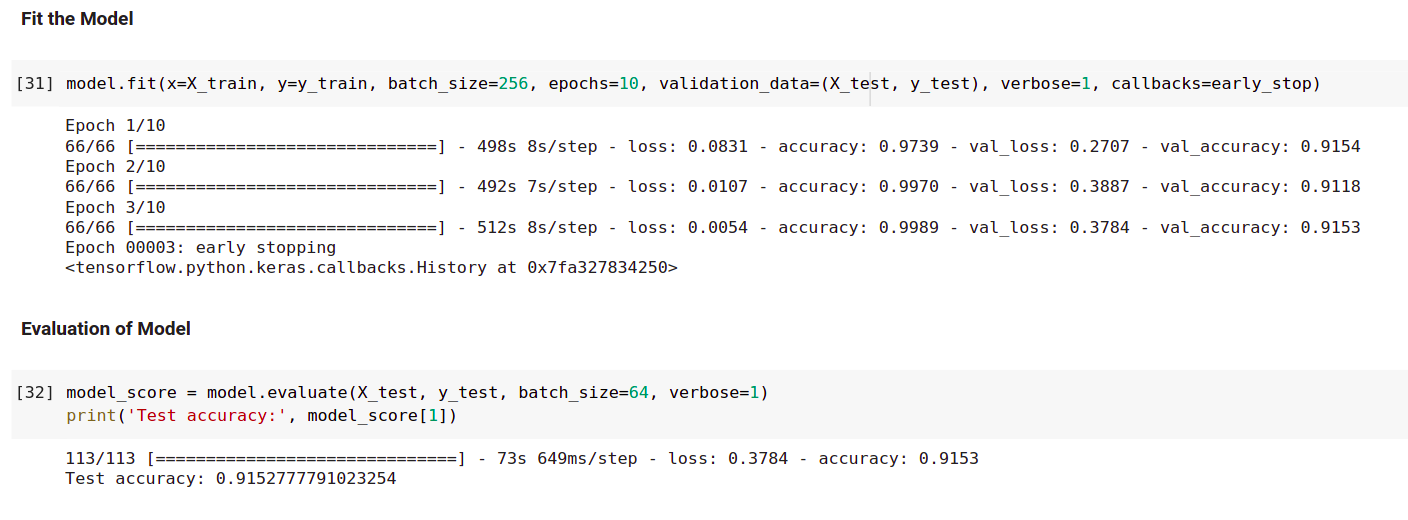 Fit the Model
[31] model.fit(x=X_train, y=y_train, batch_size=256, epochs=10, validation_data=(X_test, y_test), verbose=1, callbacks=early_stop)
Epoch 1/10
66/66 [==============================] - 498s 8s/step - loss: 0.0831 - accuracy: 0.9739 - val_loss: 0.2707 - val_accuracy: 0.9154
Epoch 2/10
66/66 [==============================] - 492s 7s/step - loss: 0.0107 - accuracy: 0.9970 - val_loss: 0.3887 - val_accuracy: 0.9118
Epoch 3/10
66/66 [==============================] - 512s 8s/step - loss: 0.0054 - accuracy: 0.9989 - val_loss: 0.3784 - val_accuracy: 0.9153
Epoch 00003: early stopping
<tensorflow.python.keras.callbacks.History at 0x7fa327834250>
Evaluation of Model
[32] model_score = model.evaluate(X_test, y_test, batch_size=64, verbose=1)
print('Test accuracy:', model_score[1])
113/113 [==============================] - 73s 649ms/step - loss: 0.3784 - accuracy: 0.9153
Test accuracy: 0.9152777791023254